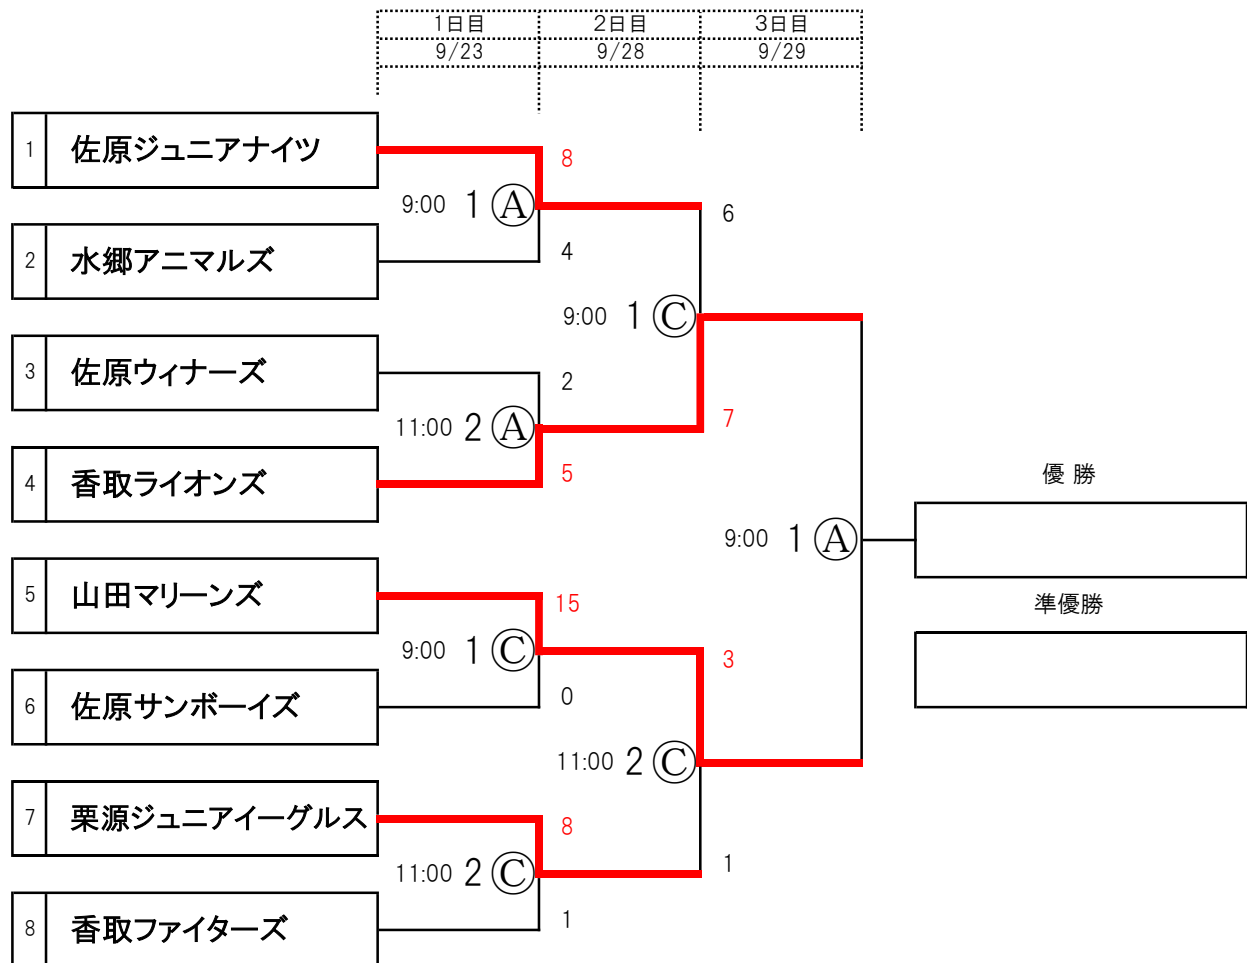 1日目 2日目 3日目
9/23 9/28 9/29
1 佐原ジュニアナイツ
8
9:00 1 Ⓐ
6
2 水郷アニマルズ
4
9:00 1 Ⓒ
3 佐原ウィナーズ
2
11:00 2 Ⓐ
7
4 香取ライオンズ
5
優 勝
9:00 1 Ⓐ
5 山田マリーンズ
15
準優勝
9:00 1 Ⓒ
3
6 佐原サンボーイズ
0
11:00 2 Ⓒ
7 栗源ジュニアイーグルス
8
11:00 2 Ⓒ
1
8 香取ファイターズ
1